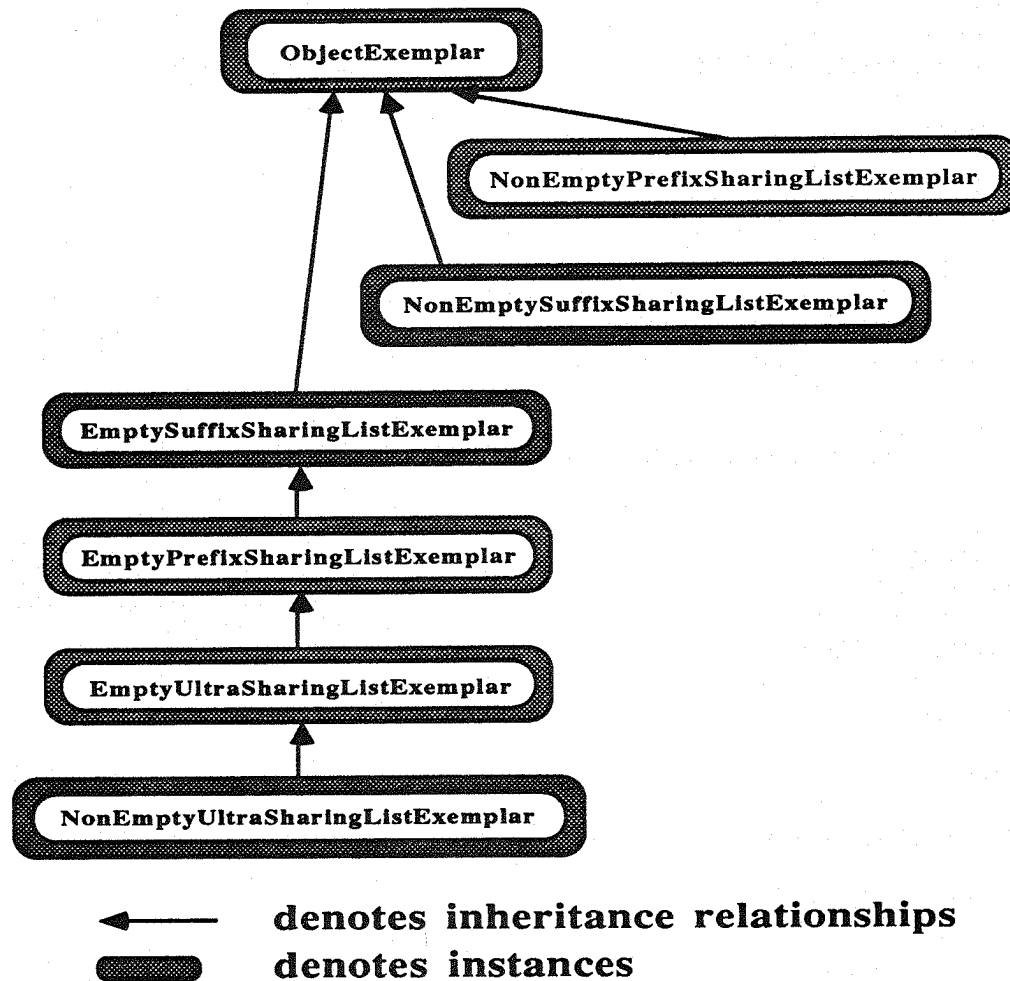 ObjectExemplar
NonEmptyPrefixSharingListExemplar
NonEmptySuffixSharingListExemplar
EmptySuffixSharingListExemplar
EmptyPrefixSharingListExemplar
EmptyUltraSharingListExemplar
NonEmptyUltraSharingListExemplar
denotes inheritance relationships
denotes instances